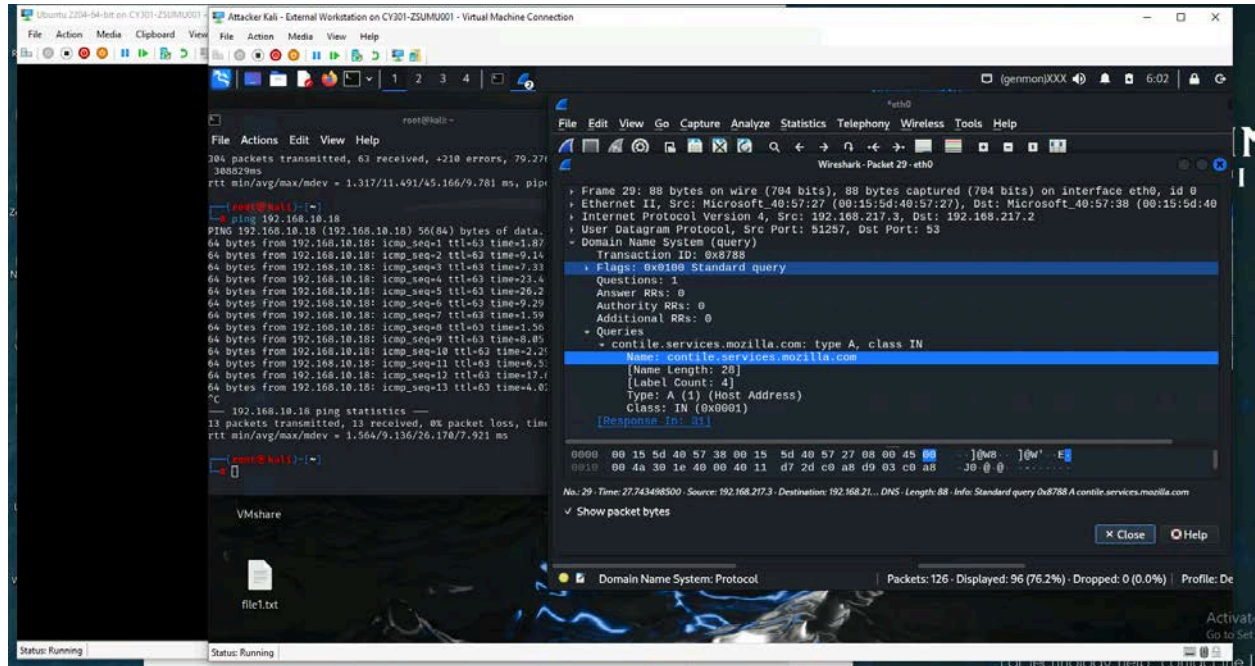 Ubuntu 2204-64-bit on CY301-ZSUMU001 -
File Action Media Clipboard View
Attacker Kali - External Workstation on CY301-ZSUMU001 - Virtual Machine Connection
File Action Media View Help
1 2 3 4
(genmon)XXX
6:02
root@kali: ~
File Actions Edit View Help
304 packets transmitted, 63 received, +210 errors, 79.276
308829ms
rtt min/avg/max/mdev = 1.317/11.491/45.166/9.781 ms, pipe
(root@kali)-[~]
# ping 192.168.10.18
PING 192.168.10.18 (192.168.10.18) 56(84) bytes of data.
64 bytes from 192.168.10.18: icmp_seq=1 ttl=63 time=1.87
64 bytes from 192.168.10.18: icmp_seq=2 ttl=63 time=9.14
64 bytes from 192.168.10.18: icmp_seq=3 ttl=63 time=7.33
64 bytes from 192.168.10.18: icmp_seq=4 ttl=63 time=23.4
64 bytes from 192.168.10.18: icmp_seq=5 ttl=63 time=26.2
64 bytes from 192.168.10.18: icmp_seq=6 ttl=63 time=9.29
64 bytes from 192.168.10.18: icmp_seq=7 ttl=63 time=1.59
64 bytes from 192.168.10.18: icmp_seq=8 ttl=63 time=1.56
64 bytes from 192.168.10.18: icmp_seq=9 ttl=63 time=8.05
64 bytes from 192.168.10.18: icmp_seq=10 ttl=63 time=2.29
64 bytes from 192.168.10.18: icmp_seq=11 ttl=63 time=6.53
64 bytes from 192.168.10.18: icmp_seq=12 ttl=63 time=17.6
64 bytes from 192.168.10.18: icmp_seq=13 ttl=63 time=4.02
^C
— 192.168.10.18 ping statistics —
13 packets transmitted, 13 received, 0% packet loss, time
rtt min/avg/max/mdev = 1.564/9.136/26.170/7.921 ms
(root@kali)-[~]
#
VMshare
file1.txt
*eth0
File Edit View Go Capture Analyze Statistics Telephony Wireless Tools Help
Wireshark · Packet 29 · eth0
Frame 29: 88 bytes on wire (704 bits), 88 bytes captured (704 bits) on interface eth0, id 0
Ethernet II, Src: Microsoft_40:57:27 (00:15:5d:40:57:27), Dst: Microsoft_40:57:38 (00:15:5d:40
Internet Protocol Version 4, Src: 192.168.217.3, Dst: 192.168.217.2
User Datagram Protocol, Src Port: 51257, Dst Port: 53
Domain Name System (query)
Transaction ID: 0x8788
Flags: 0x0100 Standard query
Questions: 1
Answer RRs: 0
Authority RRs: 0
Additional RRs: 0
Queries
contile.services.mozilla.com: type A, class IN
Name: contile.services.mozilla.com
[Name Length: 28]
[Label Count: 4]
Type: A (1) (Host Address)
Class: IN (0x0001)
[Response In: 31]
0000 00 15 5d 40 57 38 00 15 5d 40 57 27 08 00 45 00 ··]@W8·· ]@W'··E·
0010 00 4a 30 1e 40 00 40 11 d7 2d c0 a8 d9 03 c0 a8 ·J0·@·@· ·-······
No.: 29 · Time: 27.743498500 · Source: 192.168.217.3 · Destination: 192.168.21... DNS · Length: 88 · Info: Standard query 0x8788 A contile.services.mozilla.com
Show packet bytes
Close
Help
Domain Name System: Protocol
Packets: 126 · Displayed: 96 (76.2%) · Dropped: 0 (0.0%)
Profile: De
Activat
Go to Set
Status: Running
Status: Running